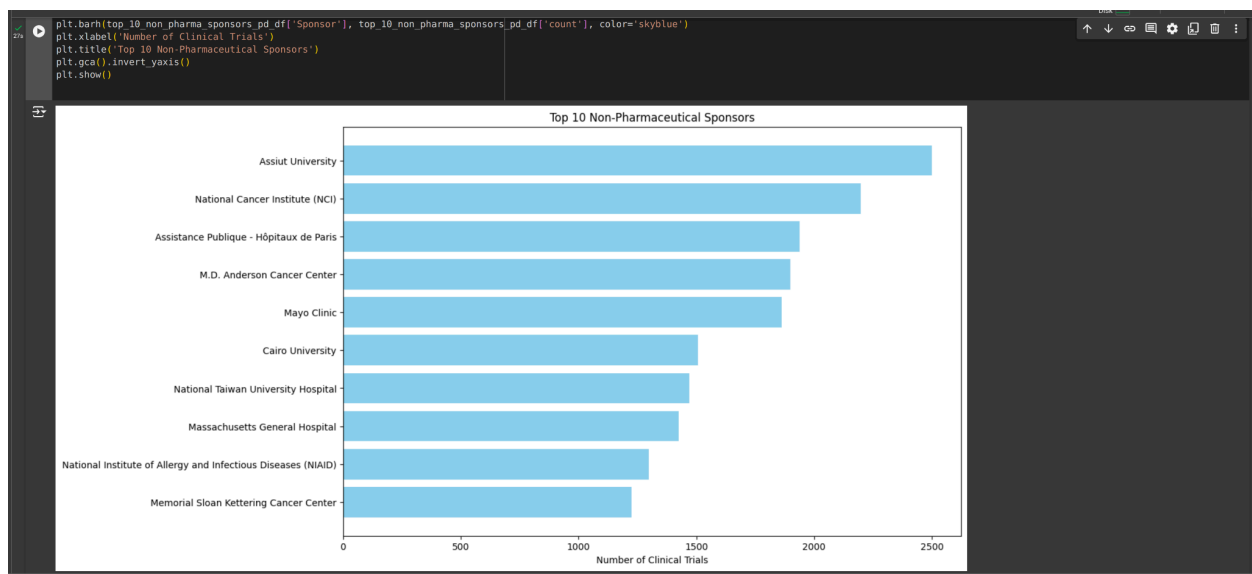 Disk
27s
plt.barh(top_10_non_pharma_sponsors_pd_df['Sponsor'], top_10_non_pharma_sponsors_pd_df['count'], color='skyblue')
plt.xlabel('Number of Clinical Trials')
plt.title('Top 10 Non-Pharmaceutical Sponsors')
plt.gca().invert_yaxis()
plt.show()
Top 10 Non-Pharmaceutical Sponsors
Assiut University
National Cancer Institute (NCI)
Assistance Publique - Hôpitaux de Paris
M.D. Anderson Cancer Center
Mayo Clinic
Cairo University
National Taiwan University Hospital
Massachusetts General Hospital
National Institute of Allergy and Infectious Diseases (NIAID)
Memorial Sloan Kettering Cancer Center
0 500 1000 1500 2000 2500
Number of Clinical Trials